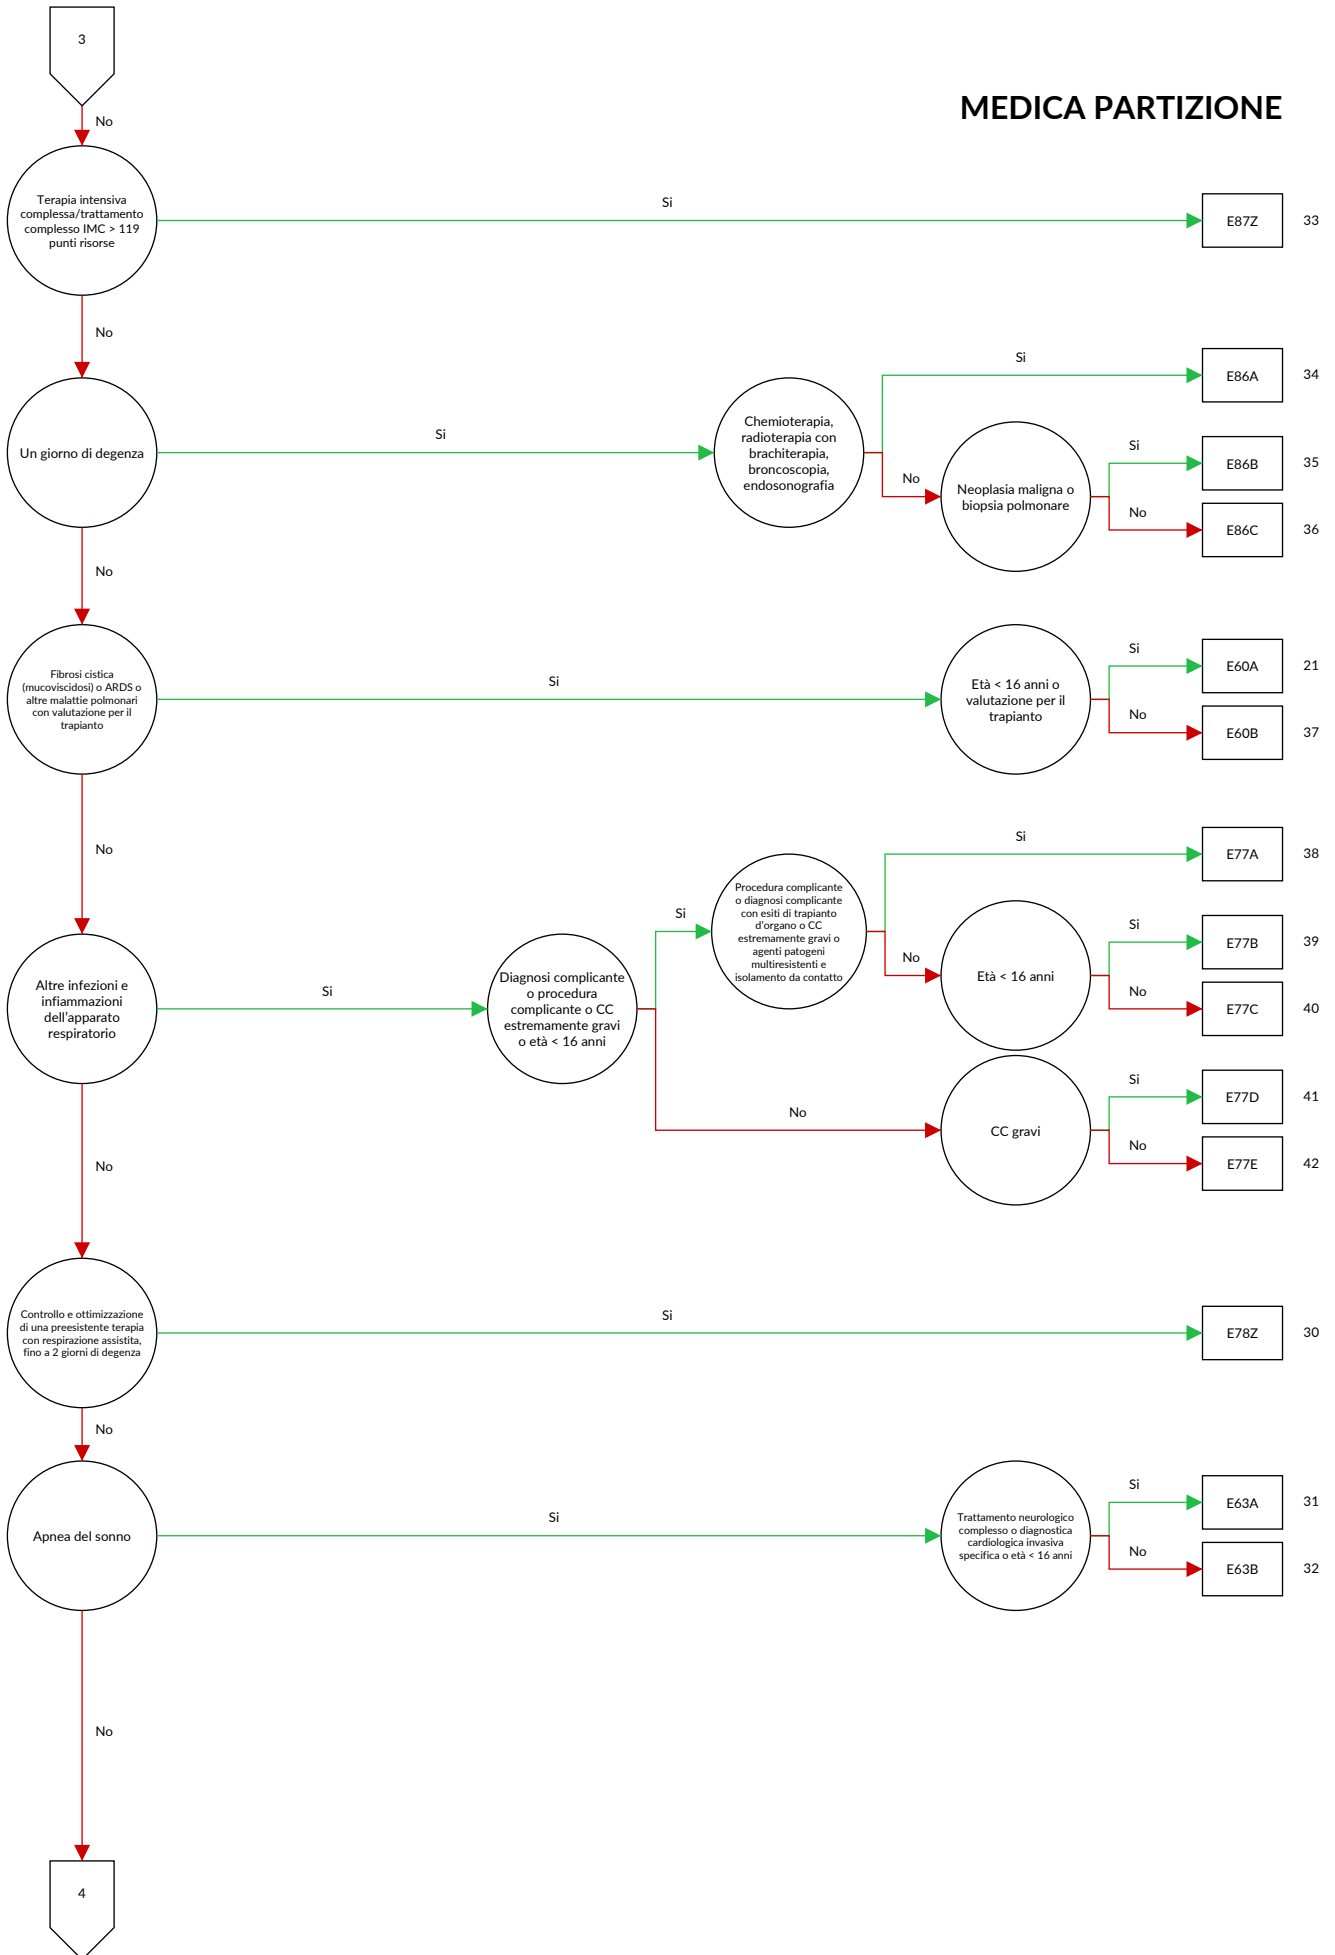 3
No
MEDICA PARTIZIONE
Terapia intensiva
complessa/trattamento
complesso IMC > 119
punti risorse
Si
E87Z
33
No
Un giorno di degenza
Si
Chemioterapia,
radioterapia con
brachiterapia,
broncoscopia,
endosonografia
Si
E86A
34
No
Neoplasia maligna o
biopsia polmonare
Si
E86B
35
No
E86C
36
No
Fibrosi cistica
(mucoviscidosi) o ARDS o
altre malattie polmonari
con valutazione per il
trapianto
Si
Età < 16 anni o
valutazione per il
trapianto
Si
E60A
21
No
E60B
37
No
Altre infezioni e
infiammazioni
dell'apparato
respiratorio
Si
Diagnosi complicante
o procedura
complicante o CC
estremamente gravi
o età < 16 anni
Si
Procedura complicante
o diagnosi complicante
con esiti di trapianto
d'organo o CC
estremamente gravi o
agenti patogeni
multiresistenti e
isolamento da contatto
Si
E77A
38
No
Età < 16 anni
Si
E77B
39
No
E77C
40
No
CC gravi
Si
E77D
41
No
E77E
42
No
Controllo e ottimizzazione
di una preesistente terapia
con respirazione assistita,
fino a 2 giorni di degenza
Si
E78Z
30
No
Apnea del sonno
Si
Trattamento neurologico
complesso o diagnostica
cardiologica invasiva
specifica o età < 16 anni
Si
E63A
31
No
E63B
32
No
4